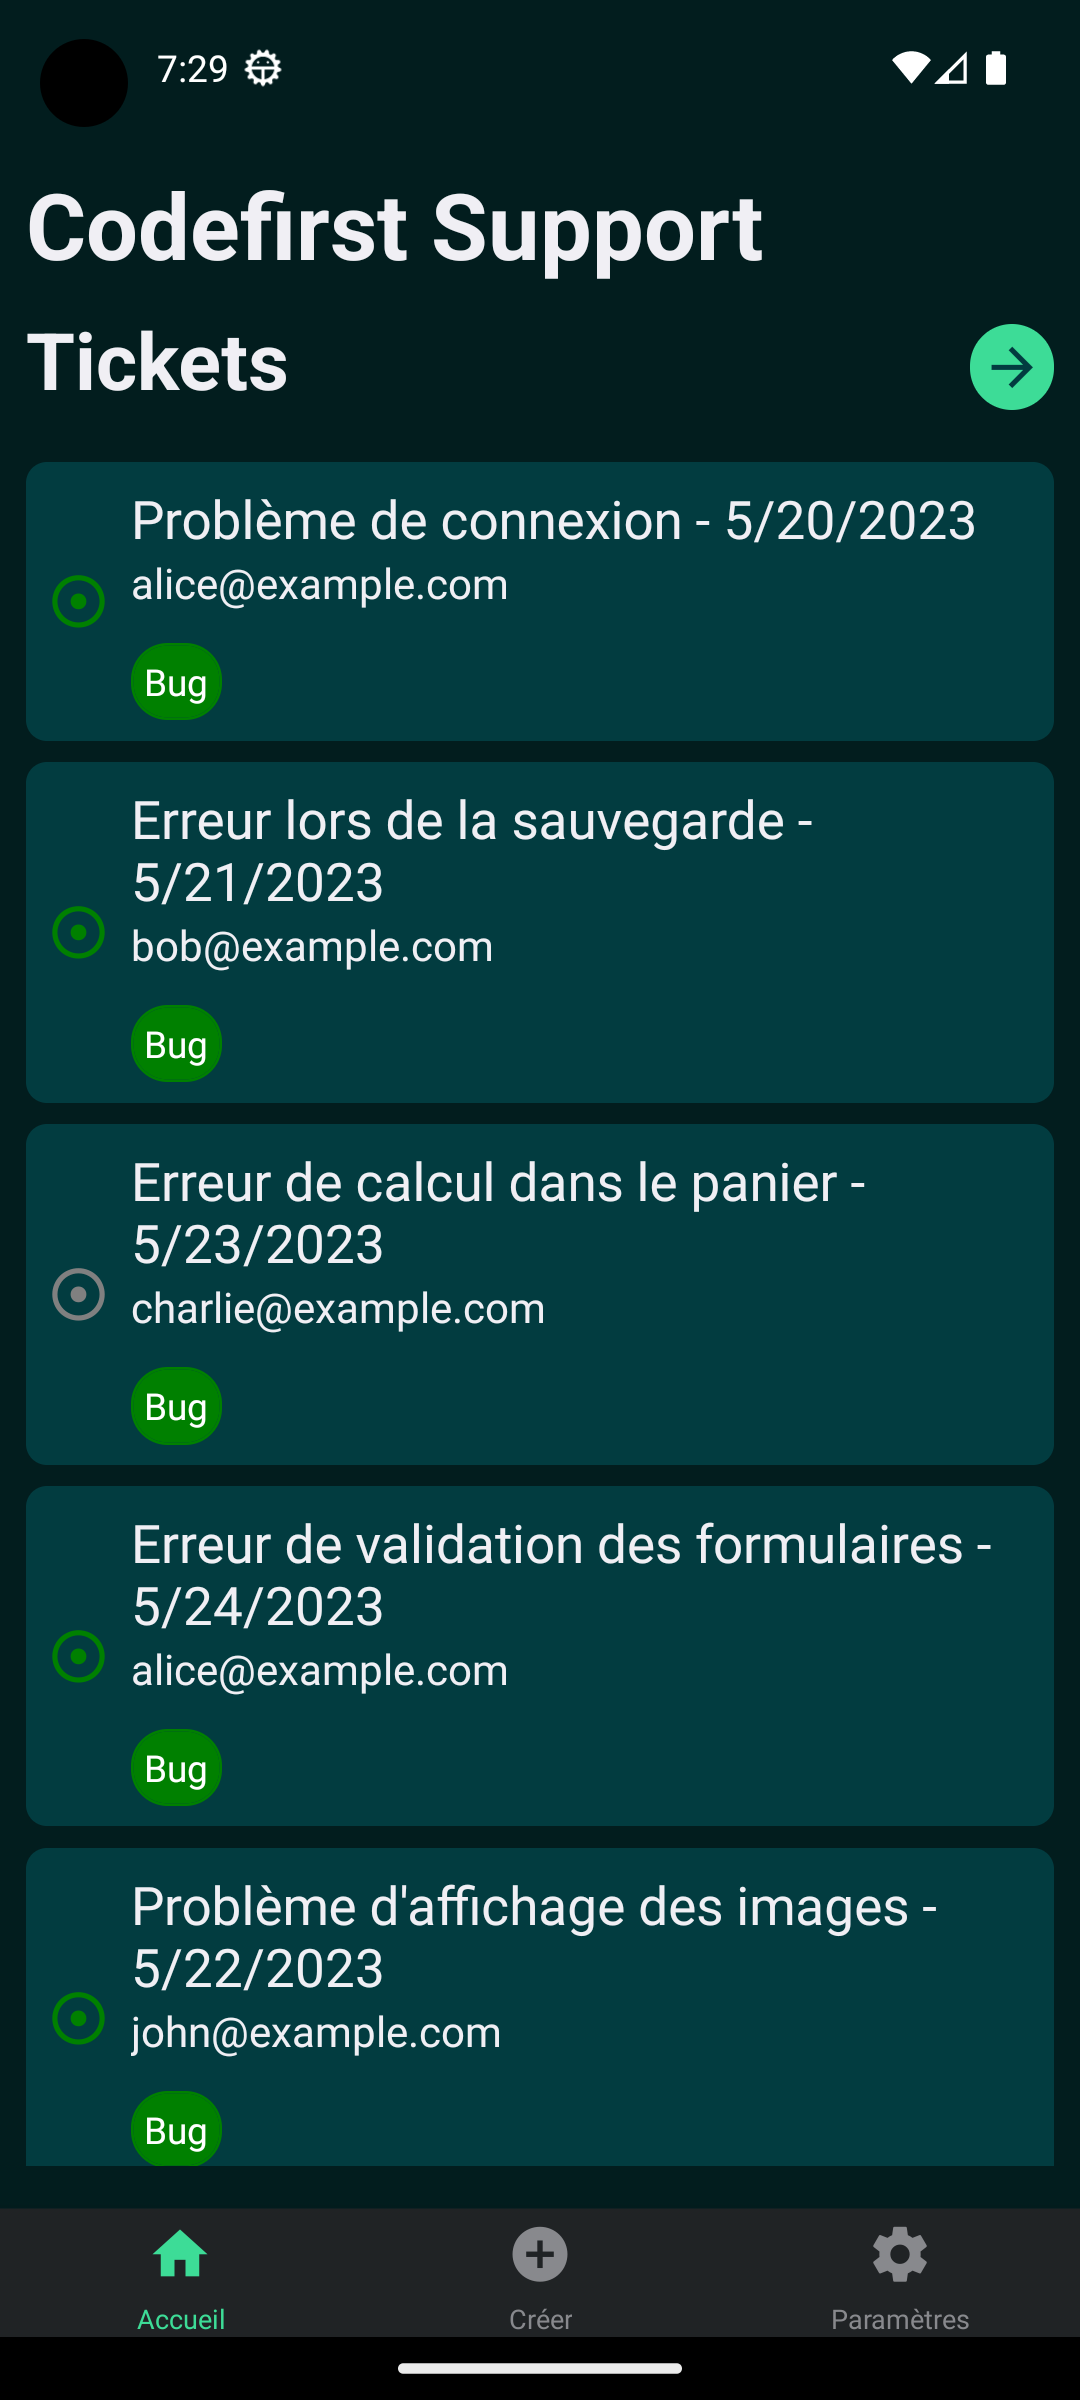 7:29
Codefirst Support
Tickets
Problème de connexion - 5/20/2023
alice@example.com
Bug
Erreur lors de la sauvegarde -
5/21/2023
bob@example.com
Bug
Erreur de calcul dans le panier -
5/23/2023
charlie@example.com
Bug
Erreur de validation des formulaires -
5/24/2023
alice@example.com
Bug
Problème d'affichage des images -
5/22/2023
john@example.com
Bug
Accueil
Créer
Paramètres